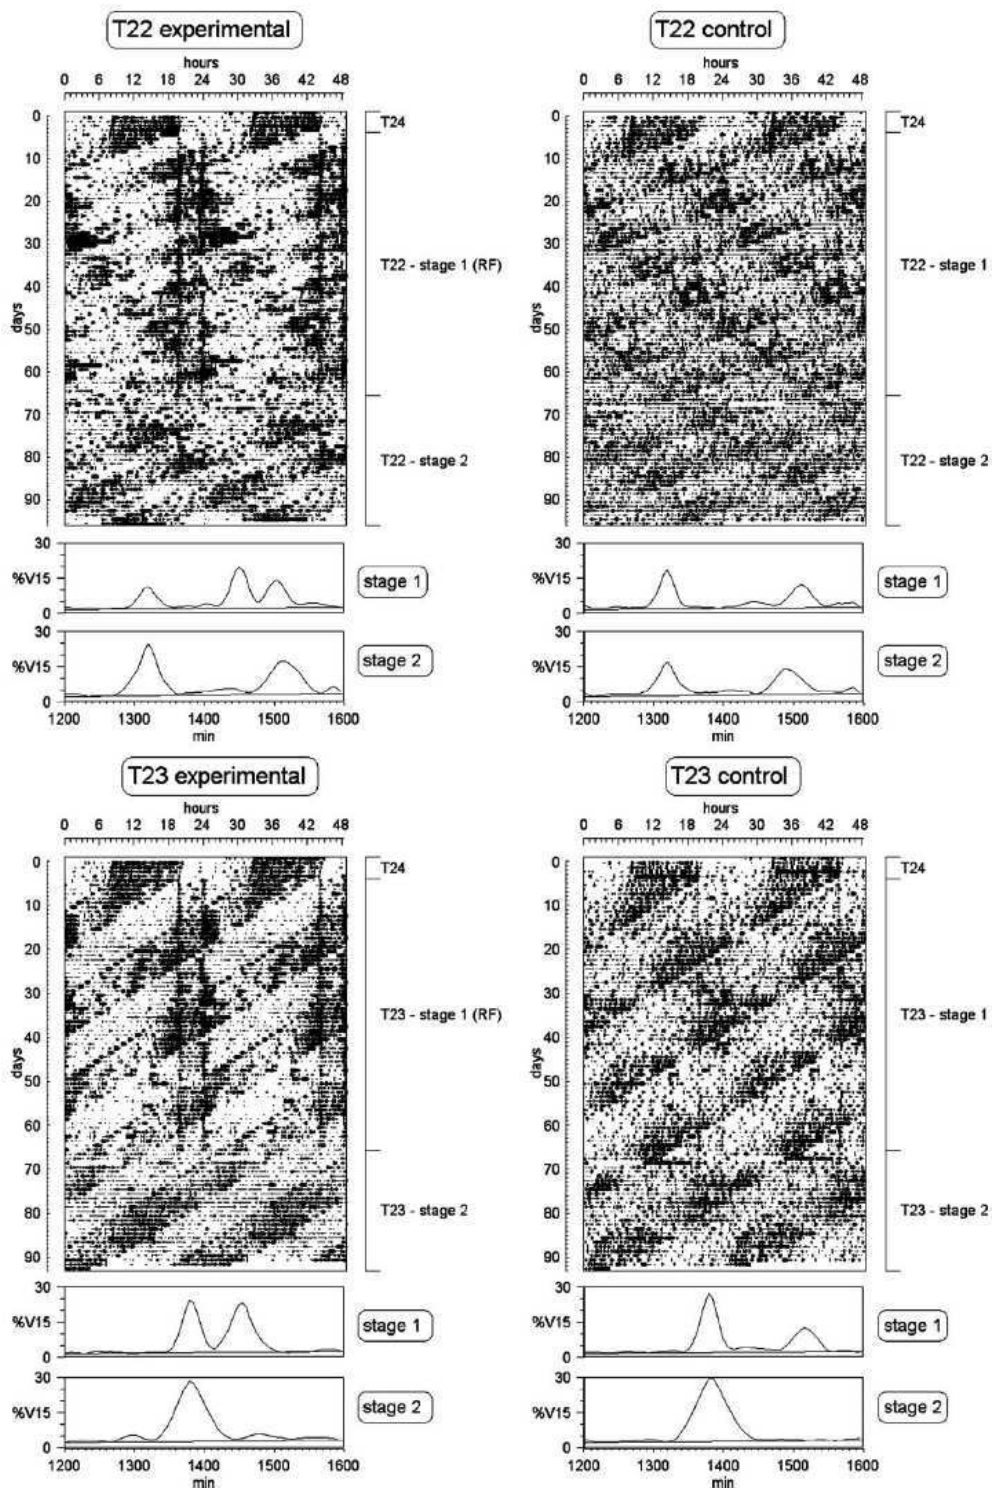 T22 experimental
T22 control
hours
hours
0 6 12 18 24 30 36 42 48
0 6 12 18 24 30 36 42 48
0
10
20
30
40
50
60
70
80
90
days
T24
T22 - stage 1 (RF)
T22 - stage 2
0
10
20
30
40
50
60
70
80
90
days
T24
T22 - stage 1
T22 - stage 2
30
%V15
0
stage 1
30
%V15
0
stage 1
30
%V15
0
stage 2
30
%V15
0
stage 2
1200 1300 1400 1500 1600
min
1200 1300 1400 1500 1600
min
T23 experimental
T23 control
hours
hours
0 6 12 18 24 30 36 42 48
0 6 12 18 24 30 36 42 48
0
10
20
30
40
50
60
70
80
90
days
T24
T23 - stage 1 (RF)
T23 - stage 2
0
10
20
30
40
50
60
70
80
90
days
T24
T23 - stage 1
T23 - stage 2
30
%V15
0
stage 1
30
%V15
0
stage 1
30
%V15
0
stage 2
30
%V15
0
stage 2
1200 1300 1400 1500 1600
min
1200 1300 1400 1500 1600
min